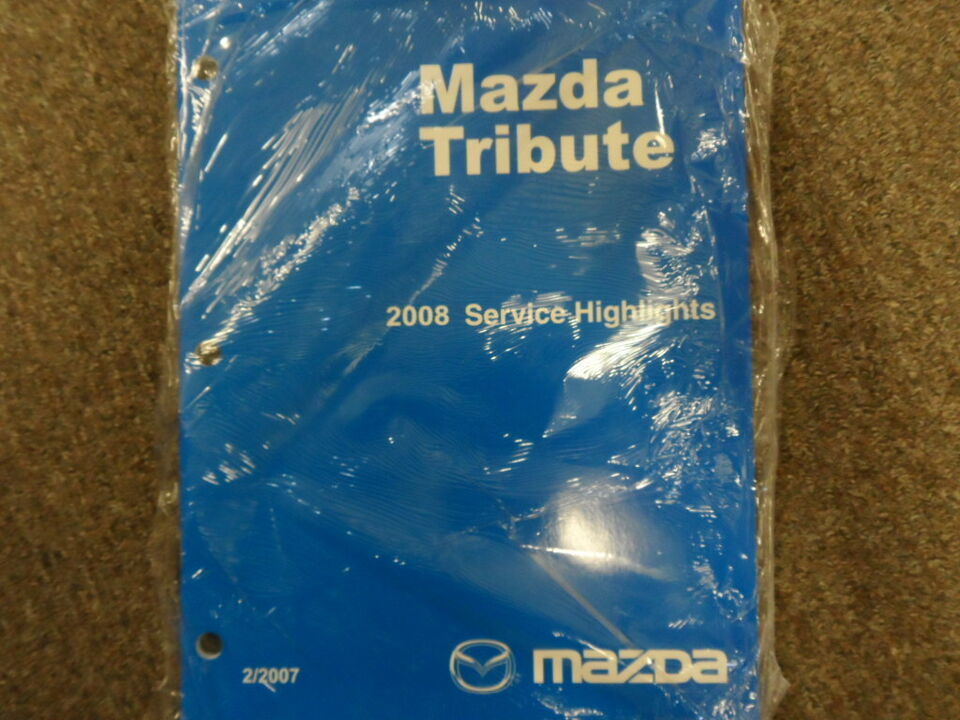 Mazda
Tribute
2008 Service Highlights
2/2007
mazda